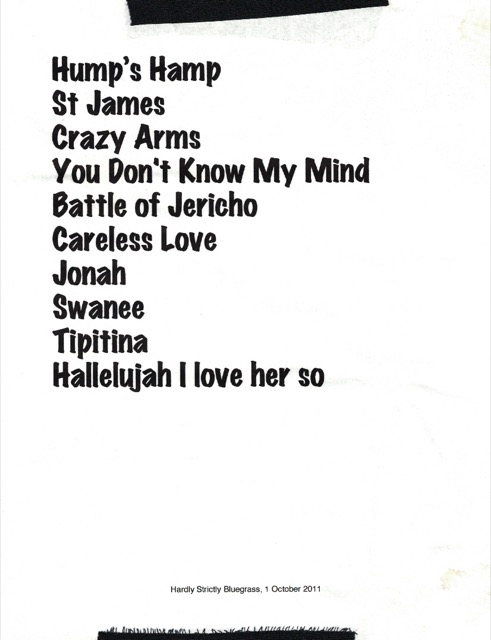 Hump's Hamp
St James
Crazy Arms
You Don't Know My Mind
Battle of Jericho
Careless Love
Jonah
Swanee
Tipitina
Hallelujah I love her so
Hardly Strictly Bluegrass, 1 October 2011